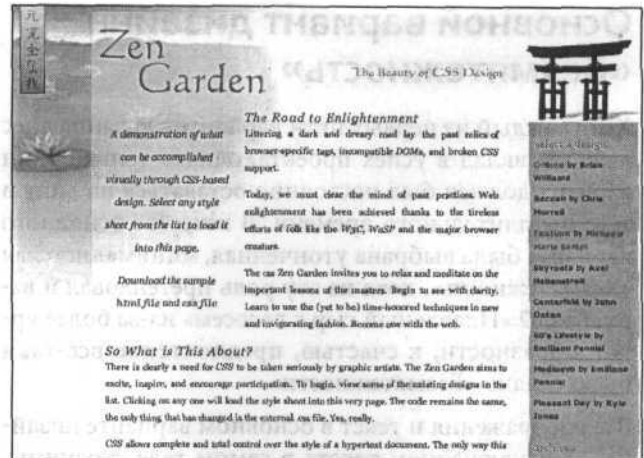 Zen
Garden
The Beauty of CSS Design
A demonstration of what
can be accomplished
visually through CSS-based
design. Select any style
sheet from the list to load it
into this page.
Download the sample
html file and css file
The Road to Enlightenment
Littering a dark and dreary road lay the past relics of
browser-specific tags, incompatible DOMs, and broken CSS
support.
Today, we must clear the mind of past practices. Web
enlightenment has been achieved thanks to the tireless
efforts of folk like the W3C, WaSP and the major browser
creators.
The css Zen Garden invites you to relax and meditate on the
important lessons of the masters. Begin to see with clarity.
Learn to use the (yet to be) time-honored techniques in new
and invigorating fashion. Become one with the web.
So What is This About?
There is clearly a need for CSS to be taken seriously by graphic artists. The Zen Garden aims to
excite, inspire, and encourage participation. To begin, view some of the existing designs in the
list. Clicking on any one will load the style sheet into this very page. The code remains the same,
the only thing that has changed is the external .css file. Yes, really.
CSS allows complete and total control over the style of a hypertext document. The only way this
select a design:
by Brian
Williams
by Chris
by Michaela
Maria
Skyroots by Axel
Hebenstreit
Centerfold by John
Oxton
60's Lifestyle by
Emiliano Pennisi
by Emiliano
Pennisi
Pleasant Day by Kyle
Jones